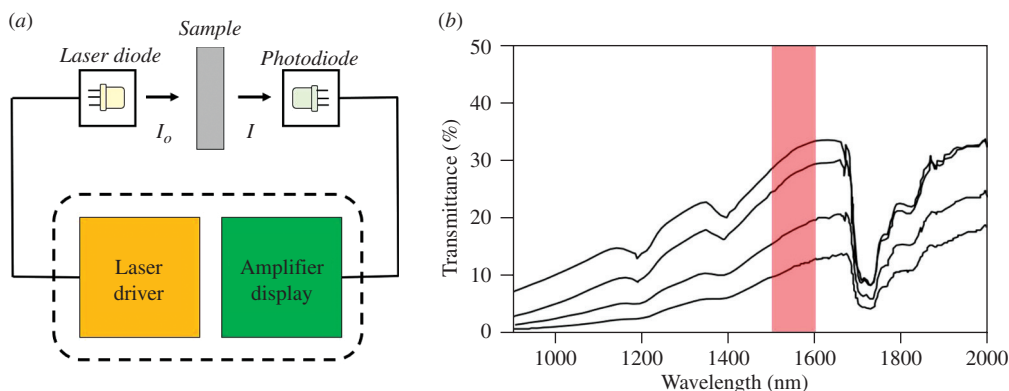 (a)
Sample
Laser diode
Photodiode
I_o
I
Laser
driver
Amplifier
display
(b)
50
40
30
20
10
0
Transmittance (%)
1000 1200 1400 1600 1800 2000
Wavelength (nm)